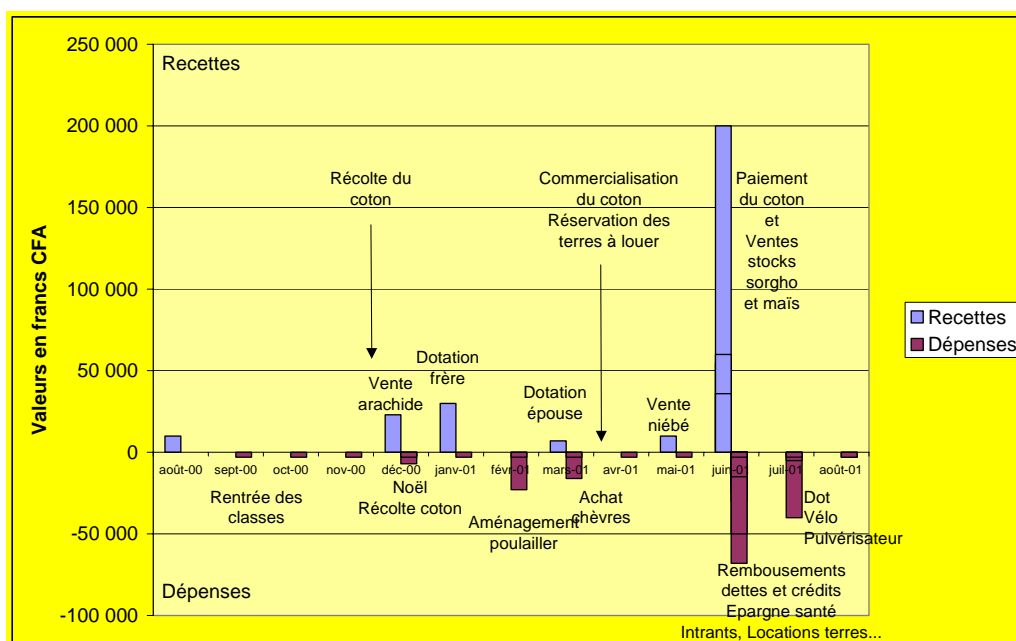 250 000
200 000
150 000
100 000
50 000
0
-50 000
-100 000
Valeurs en francs CFA
Recettes
Récolte du
coton
Commercialisation
du coton
Réservation des
terres à louer
Paiement
du coton
et
Ventes
stocks
sorgho
et maïs
Vente
arachide
Dotation
frère
Dotation
épouse
Vente
niébé
août-00 sept-00 oct-00 nov-00 déc-00 janv-01 févr-01 mars-01 avr-01 mai-01 juin-01 juil-01 août-01
Rentrée des
classes
Noël
Récolte coton
Aménagement
poulailler
Achat
chèvres
Dot
Vélo
Pulvérisateur
Rembousements
dettes et crédits
Epargne santé
Intrants, Locations terres...
Dépenses
Recettes
Dépenses